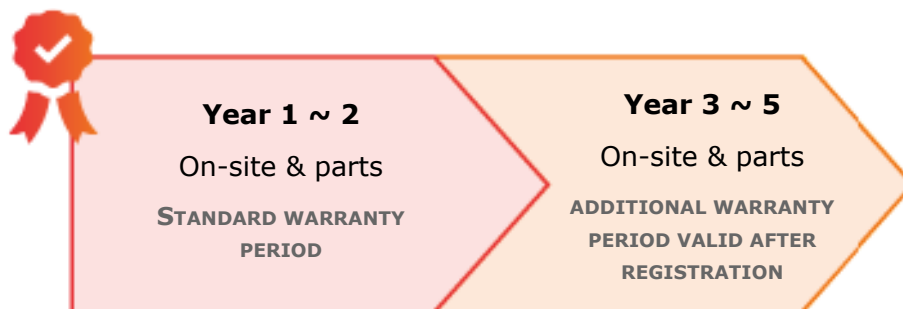 Year 1 ~ 2
On-site & parts
STANDARD WARRANTY
PERIOD
Year 3 ~ 5
On-site & parts
ADDITIONAL WARRANTY
PERIOD VALID AFTER
REGISTRATION